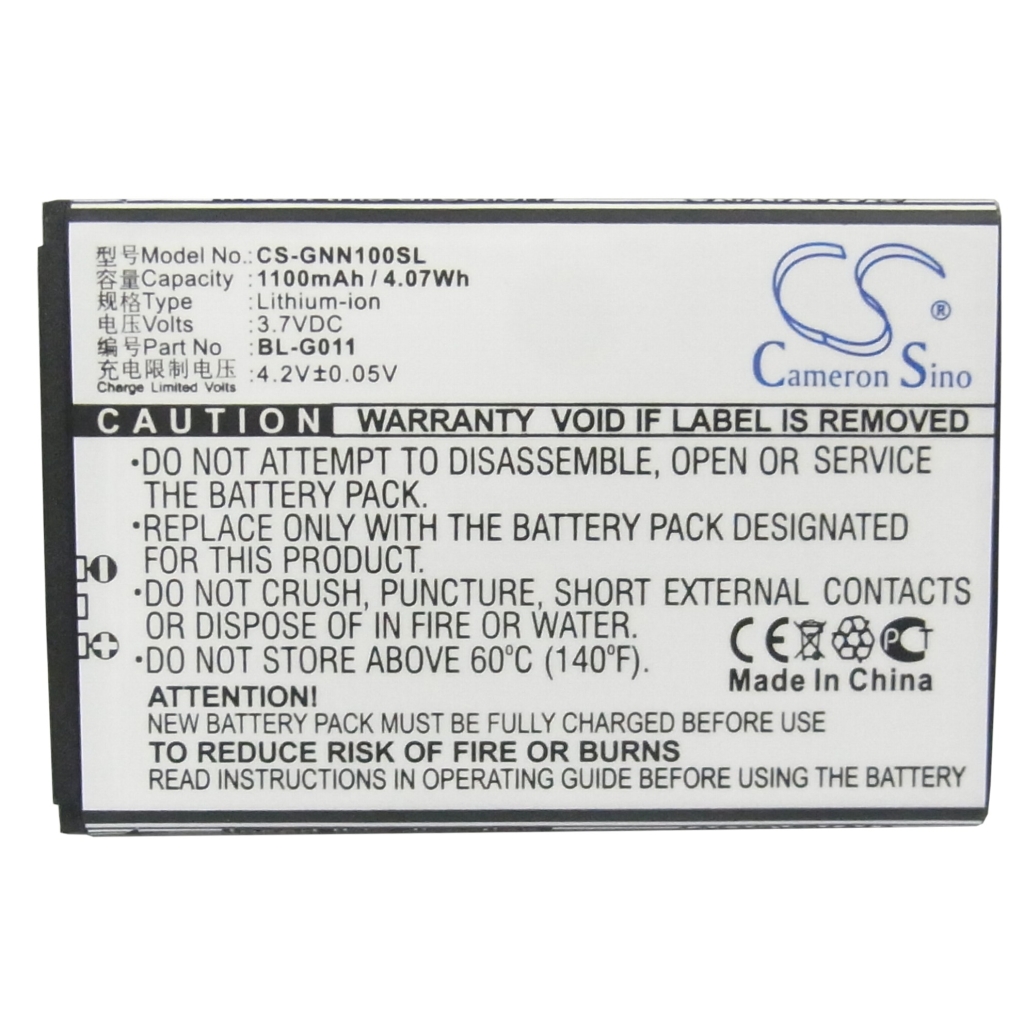 型号Model No.: CS-GNN100SL
容量Capacity : 1100mAh / 4.07Wh
规格Type : Lithium-ion
电压Volts : 3.7VDC
编号Part No : BL-G011
充电限制电压 : 4.2V±0.05V
Charge Limited Volts
CS ®
Cameron Sino
CAUTION WARRANTY VOID IF LABEL IS REMOVED
·DO NOT ATTEMPT TO DISASSEMBLE, OPEN OR SERVICE
THE BATTERY PACK.
·REPLACE ONLY WITH THE BATTERY PACK DESIGNATED
FOR THIS PRODUCT.
·DO NOT CRUSH, PUNCTURE, SHORT EXTERNAL CONTACTS
OR DISPOSE OF IN FIRE OR WATER.
·DO NOT STORE ABOVE 60°C (140°F).
CE PCT
Made In China
ATTENTION!
NEW BATTERY PACK MUST BE FULLY CHARGED BEFORE USE
TO REDUCE RISK OF FIRE OR BURNS
READ INSTRUCTIONS IN OPERATING GUIDE BEFORE USING THE BATTERY